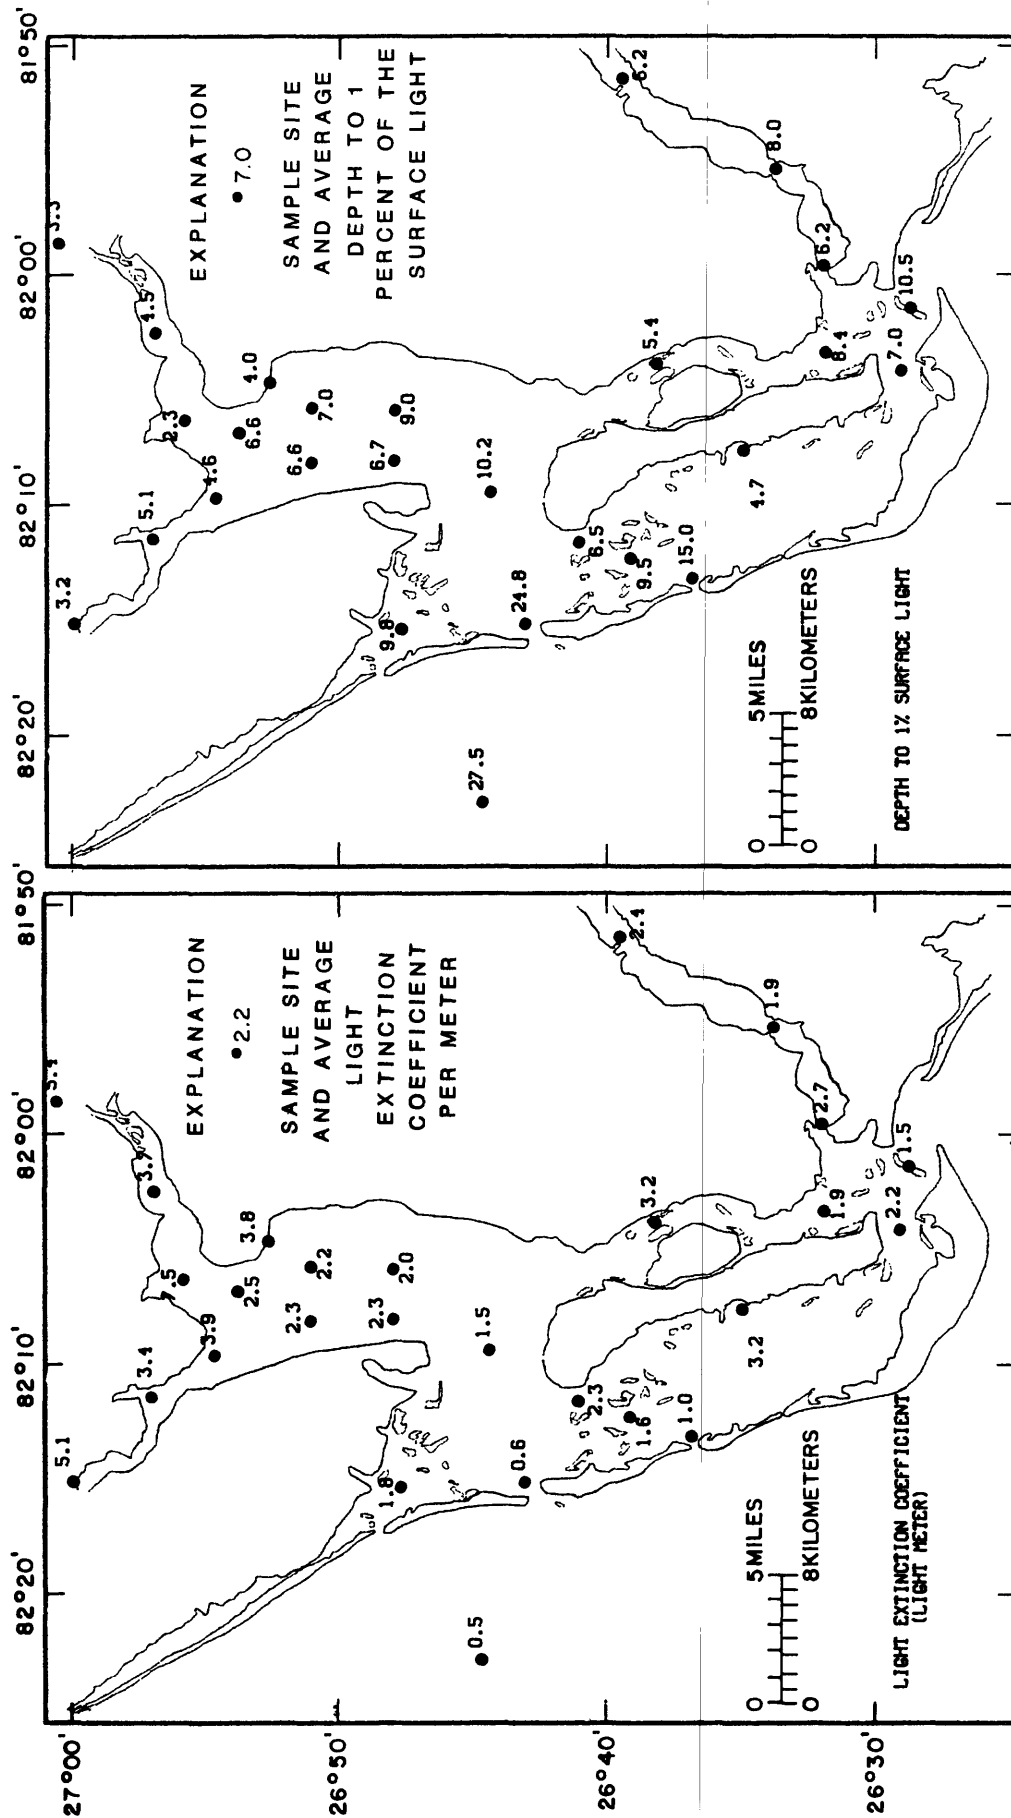 82°20' 82°10' 82°00' 81°50'
27°00'
26°50'
26°40'
26°30'
EXPLANATION
2.2
SAMPLE SITE
AND AVERAGE
LIGHT
EXTINCTION
COEFFICIENT
PER METER
5.1
3.4
3.7
3.9
7.5
3.8
2.5
2.3
2.2
2.3
2.0
1.8
1.5
0.6
0.5
2.3
1.6
1.0
3.2
3.2
2.4
1.9
2.7
1.9
2.2
1.5
0 5 MILES
0 8 KILOMETERS
LIGHT EXTINCTION COEFFICIENT
(LIGHT METER)
82°20' 82°10' 82°00' 81°50'
EXPLANATION
7.0
SAMPLE SITE
AND AVERAGE
DEPTH TO 1
PERCENT OF THE
SURFACE LIGHT
3.2
5.1
4.5
4.6
2.3
4.0
6.6
6.6
7.0
6.7
9.0
9.8
10.2
24.8
27.5
6.5
9.5
15.0
5.4
4.7
6.2
8.0
6.2
8.4
7.0
10.5
0 5 MILES
0 8 KILOMETERS
DEPTH TO 1% SURFACE LIGHT